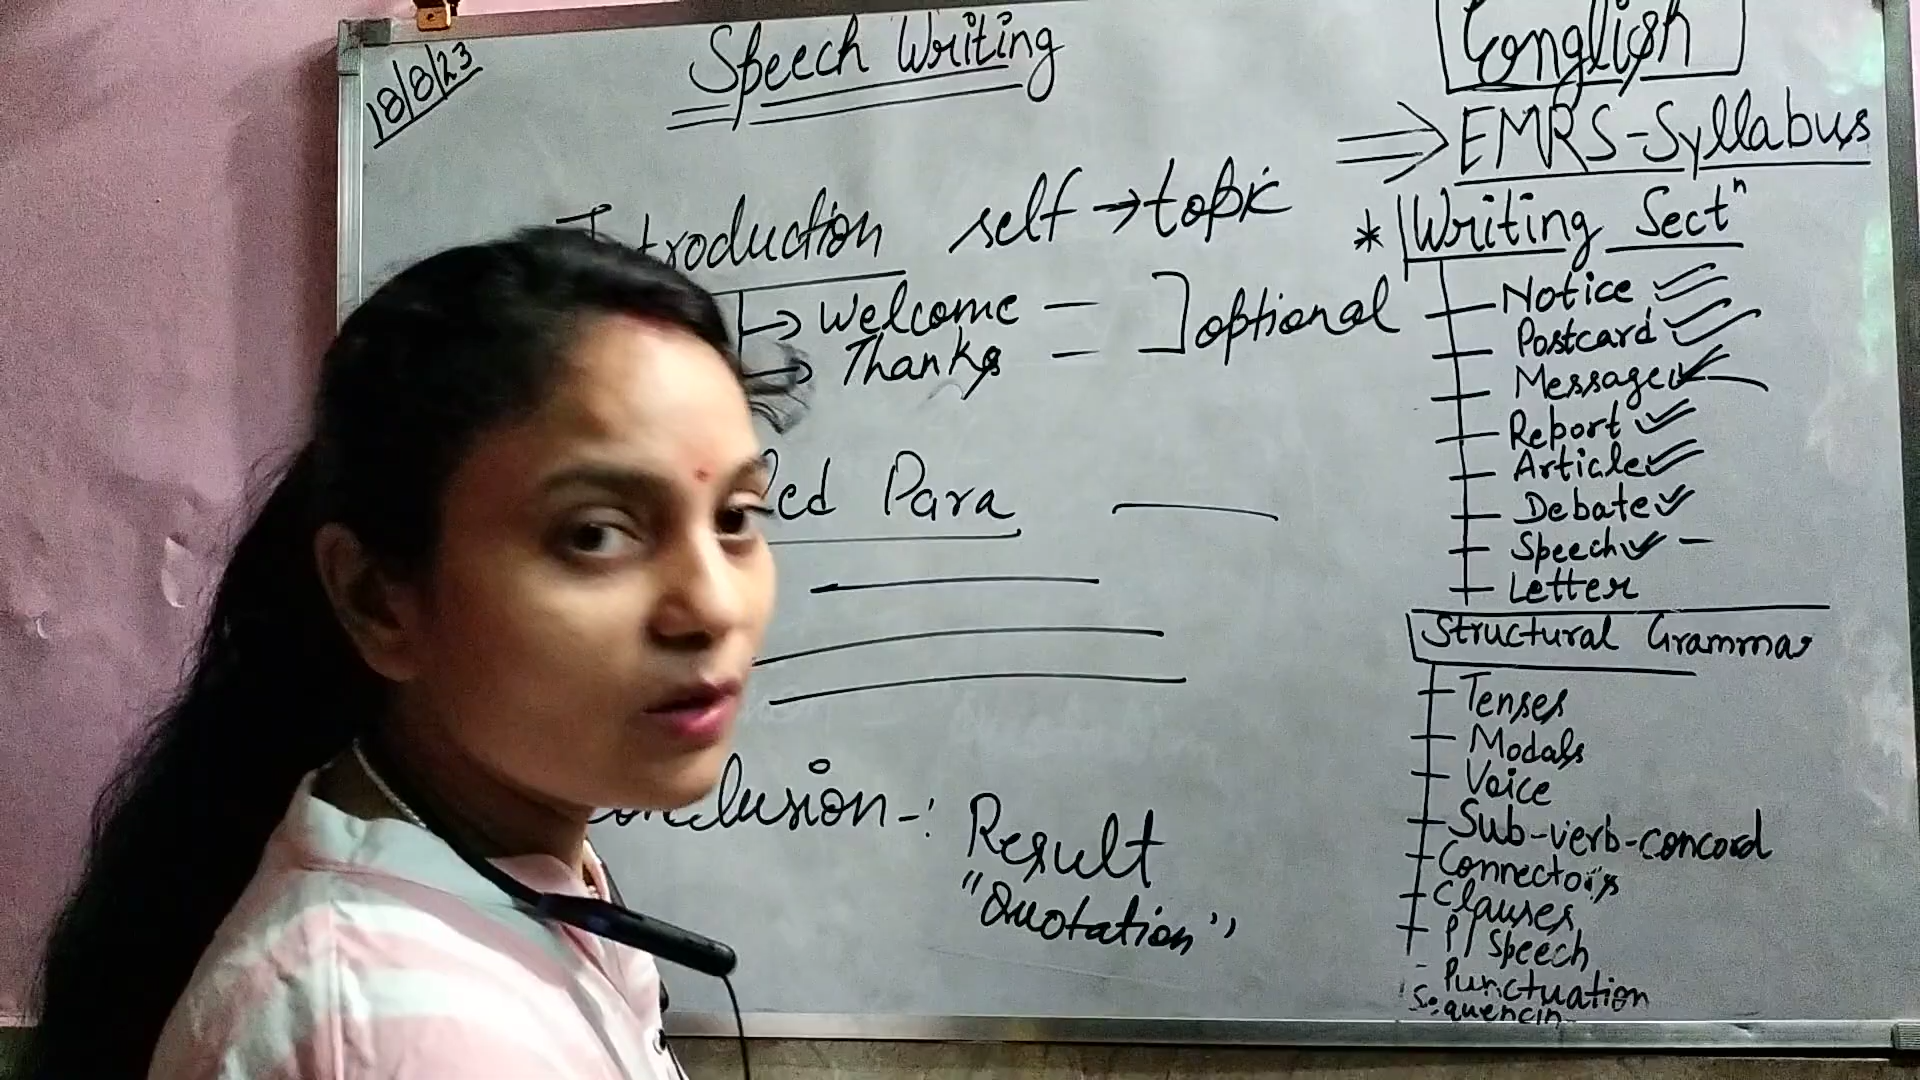 18/8/23
Speech Writing
Introduction self → topic
→ Welcome — ] optional
→ Thanks —
Para
Conclusion -:
Result
"Quotation"
English
⇒ EMRS-Syllabus
* Writing Sectⁿ
Notice
Postcard
Message
Report
Article
Debate
Speech
Letter
Structural Grammar
Tenses
Modals
Voice
Sub-verb-concord
Connectors
Clauses
P/Speech
Punctuation
Sequencin